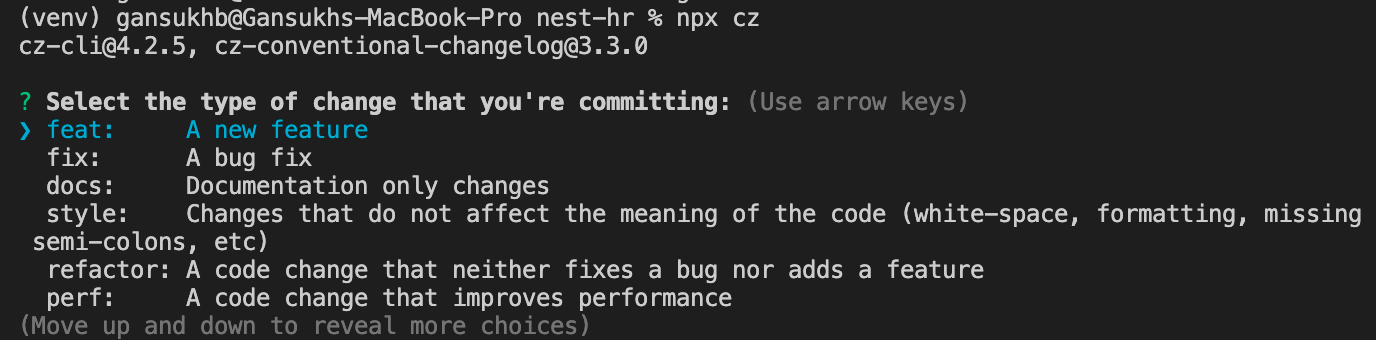 (venv) gansukhb@Gansukhs-MacBook-Pro nest-hr % npx cz
cz-cli@4.2.5, cz-conventional-changelog@3.3.0
? Select the type of change that you're committing: (Use arrow keys)
❯ feat:     A new feature
  fix:      A bug fix
  docs:     Documentation only changes
  style:    Changes that do not affect the meaning of the code (white-space, formatting, missing
 semi-colons, etc)
  refactor: A code change that neither fixes a bug nor adds a feature
  perf:     A code change that improves performance
(Move up and down to reveal more choices)